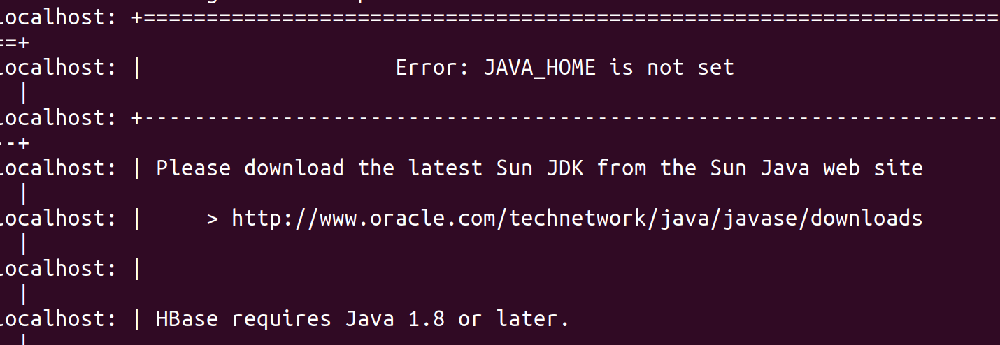 localhost: +====================================================================
==+
localhost: | Error: JAVA_HOME is not set
|
localhost: +--------------------------------------------------------------------
--+
localhost: | Please download the latest Sun JDK from the Sun Java web site
|
localhost: | > http://www.oracle.com/technetwork/java/javase/downloads
|
localhost: |
|
localhost: | HBase requires Java 1.8 or later.
|